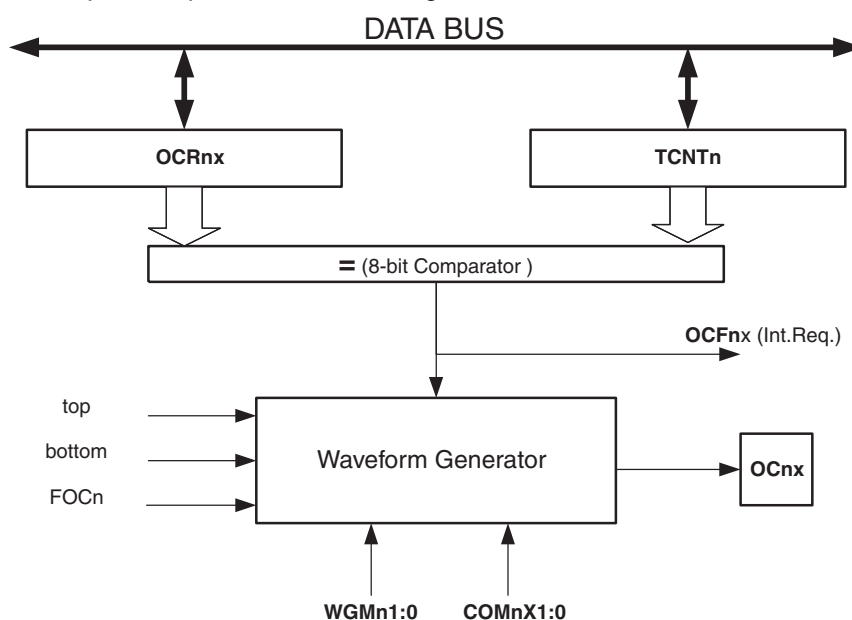 DATA BUS
OCRnx
TCNTn
= (8-bit Comparator )
OCFnx (Int.Req.)
top
bottom
FOCn
Waveform Generator
OCnx
WGMn1:0
COMnX1:0